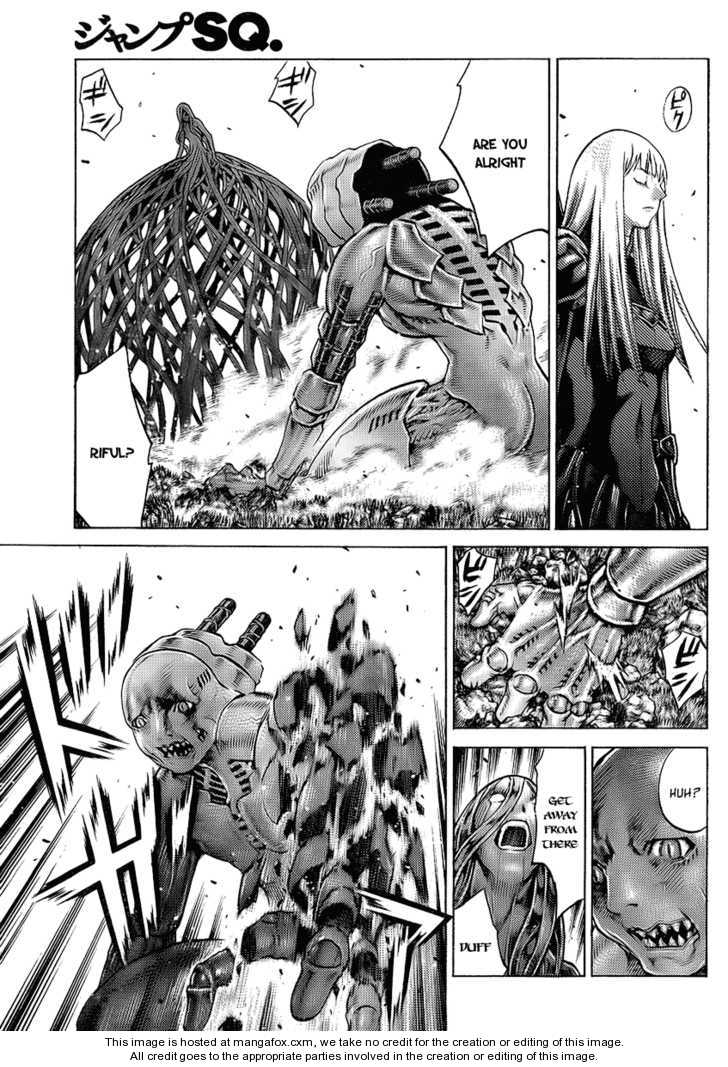 ジャンプSQ.
ピク
ARE YOU
ALRIGHT
ギシ
ギシ
RIFUL?
HUH?
GET
AWAY
FROM
THERE
DUFF
This image is hosted at mangafox.cxm, we take no credit for the creation or editing of this image.
All credit goes to the appropriate parties involved in the creation or editing of this image.